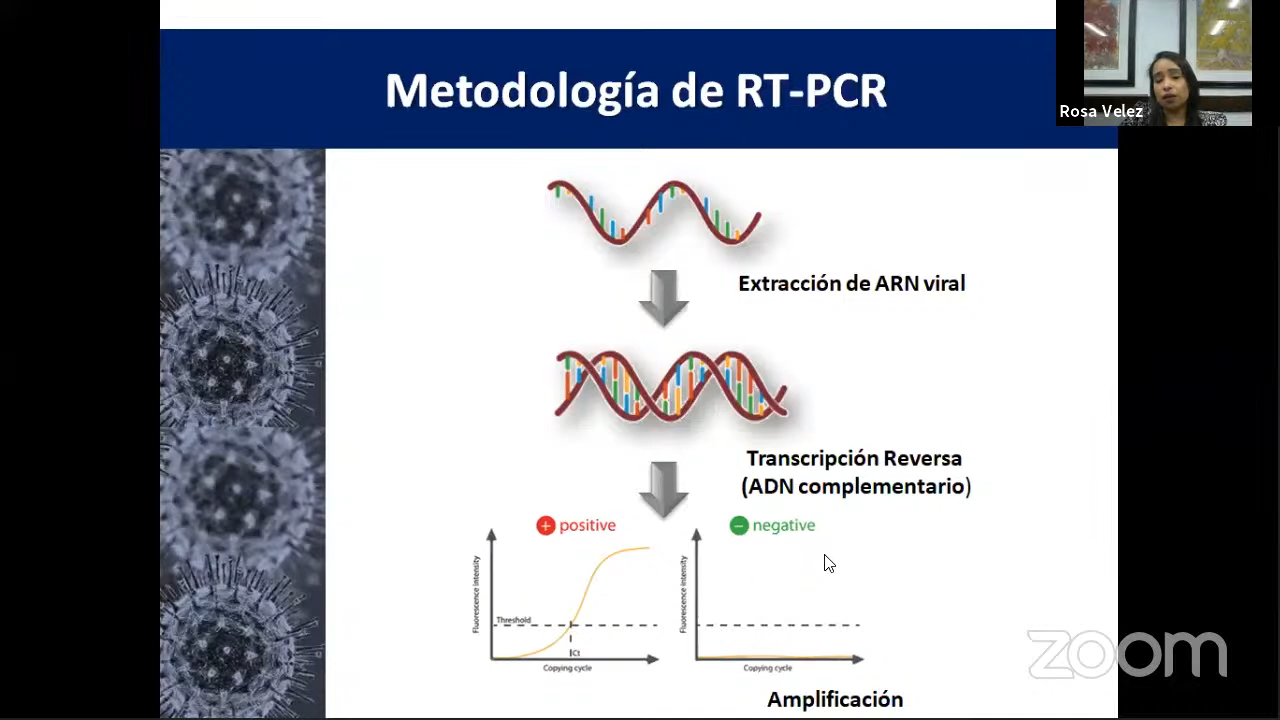 Metodología de RT-PCR
Rosa Velez
Extracción de ARN viral
Transcripción Reversa
(ADN complementario)
+ positive
− negative
Fluorescence intensity
Threshold
Ct
Copying cycle
Fluorescence intensity
Copying cycle
Amplificación
zoom